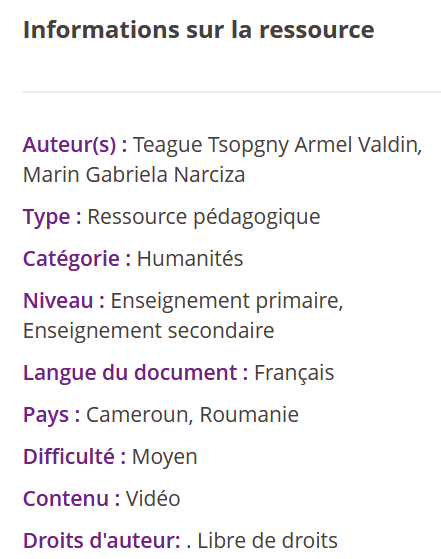 Informations sur la ressource
Auteur(s) : Teague Tsopgny Armel Valdin,
Marin Gabriela Narciza
Type : Ressource pédagogique
Catégorie : Humanités
Niveau : Enseignement primaire,
Enseignement secondaire
Langue du document : Français
Pays : Cameroun, Roumanie
Difficulté : Moyen
Contenu : Vidéo
Droits d'auteur: . Libre de droits